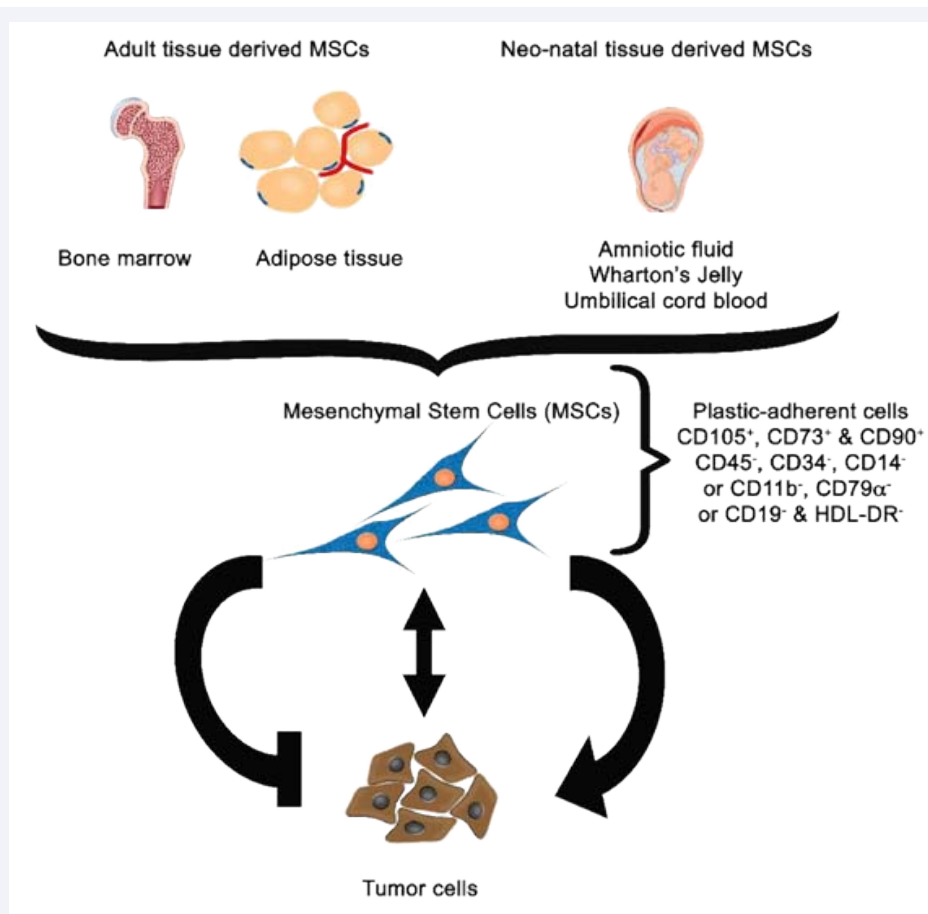 Adult tissue derived MSCs
Neo-natal tissue derived MSCs
Bone marrow
Adipose tissue
Amniotic fluid
Wharton's Jelly
Umbilical cord blood
Mesenchymal Stem Cells (MSCs)
Plastic-adherent cells
CD105⁺, CD73⁺ & CD90⁺
CD45⁻, CD34⁻, CD14⁻
or CD11b⁻, CD79α⁻
or CD19⁻ & HDL-DR⁻
Tumor cells